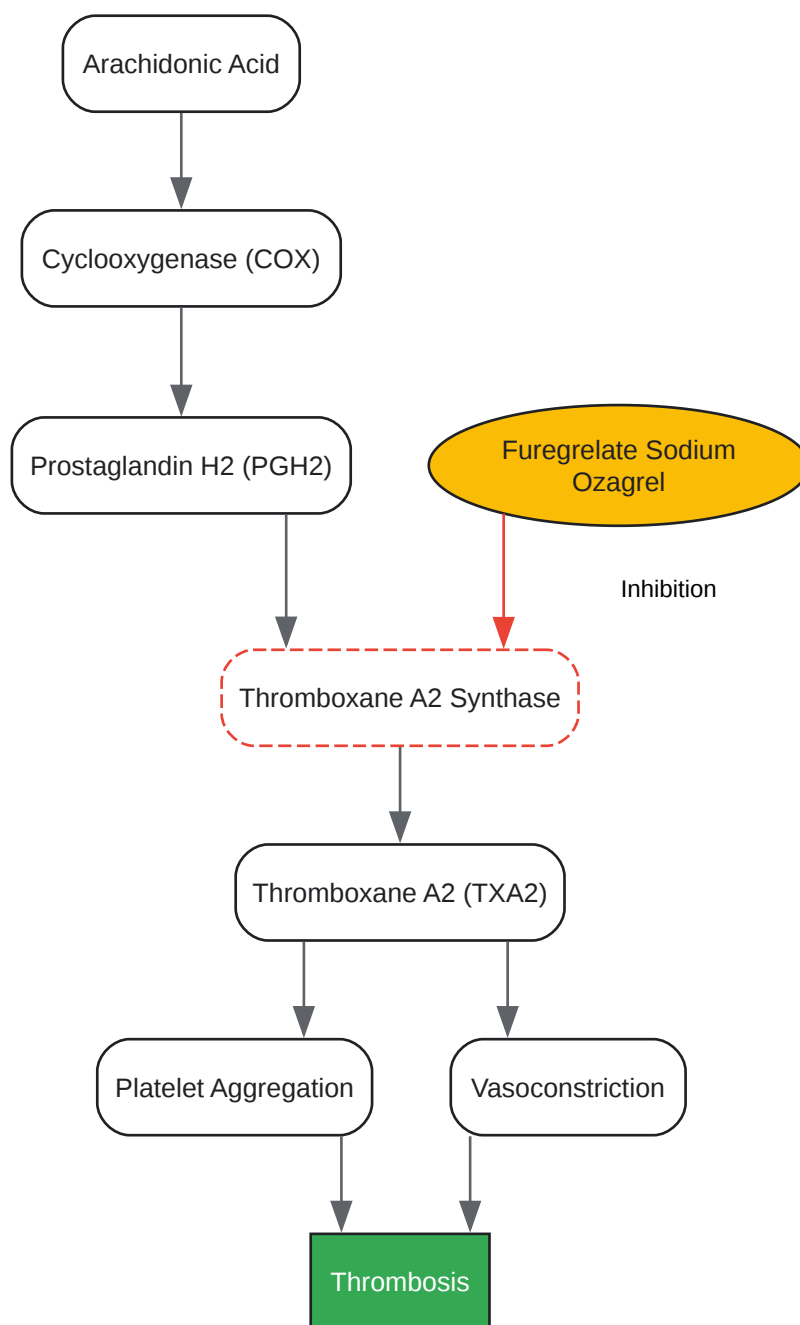 Arachidonic Acid
Cyclooxygenase (COX)
Prostaglandin H2 (PGH2)
Furegrelate Sodium
Ozagrel
Inhibition
Thromboxane A2 Synthase
Thromboxane A2 (TXA2)
Platelet Aggregation
Vasoconstriction
Thrombosis